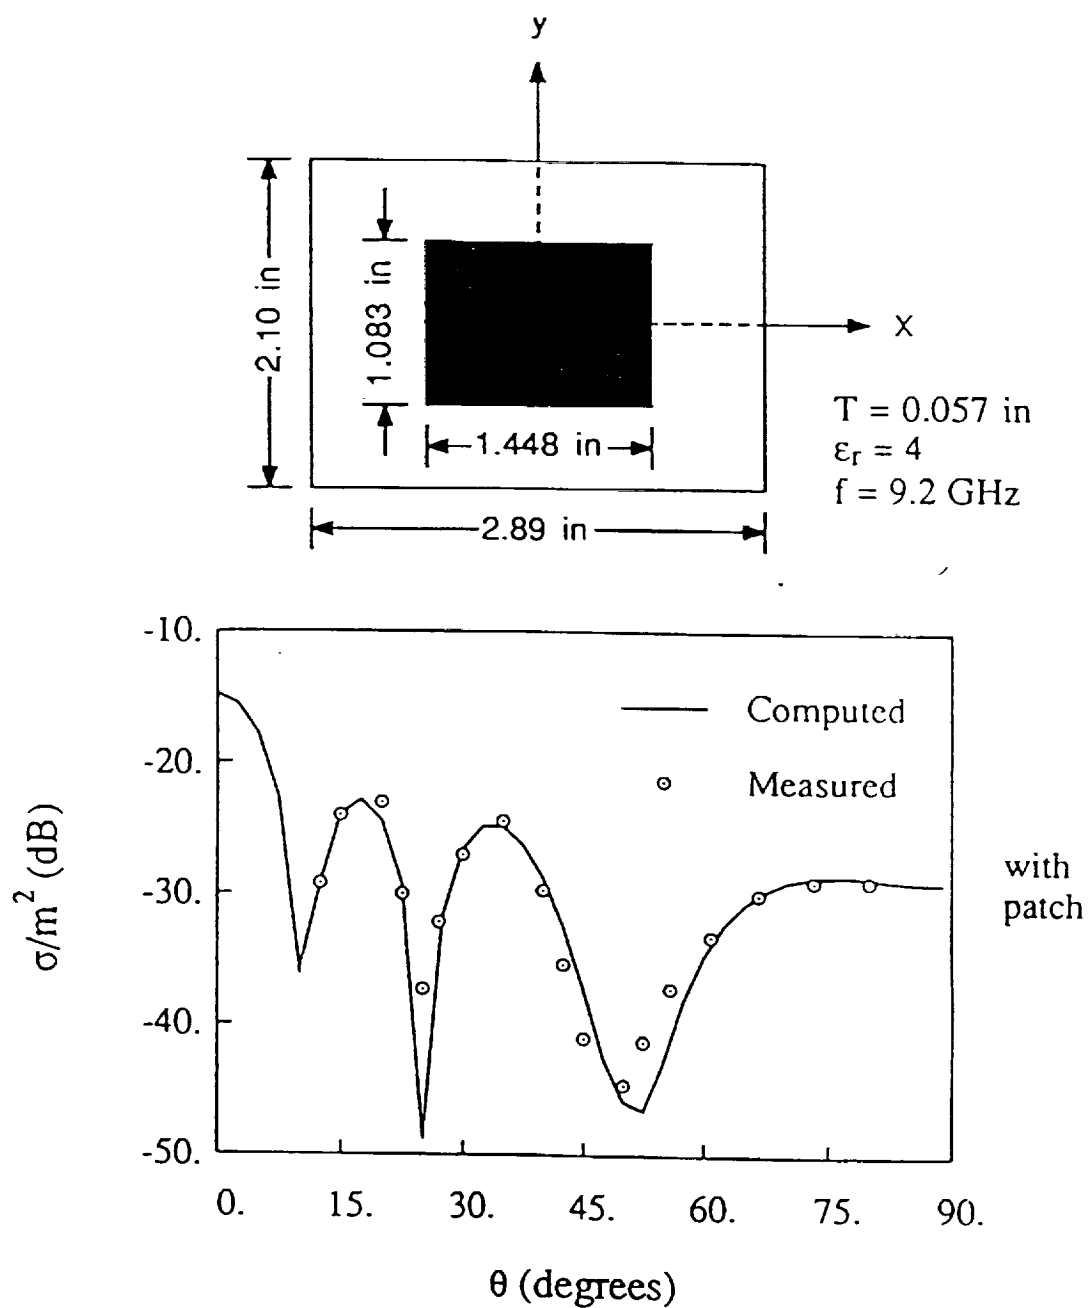 y
2.10 in
1.083 in
X
1.448 in
2.89 in
T = 0.057 in
εr = 4
f = 9.2 GHz
-10.
-20.
-30.
-40.
-50.
σ/m² (dB)
Computed
Measured
with
patch
0. 15. 30. 45. 60. 75. 90.
θ (degrees)